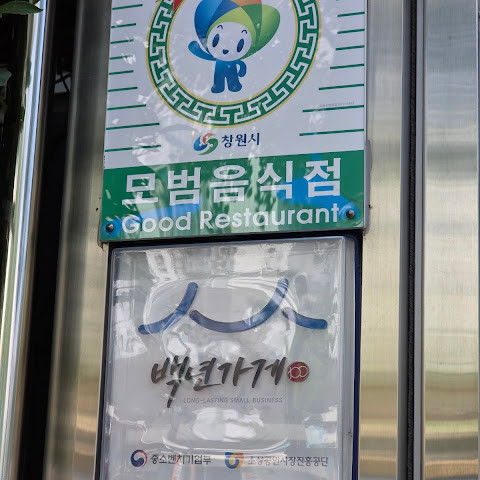 창원시
모범음식점
Good Restaurant
백년가게
LONG-LASTING SMALL BUSINESS
중소벤처기업부 소상공인시장진흥공단